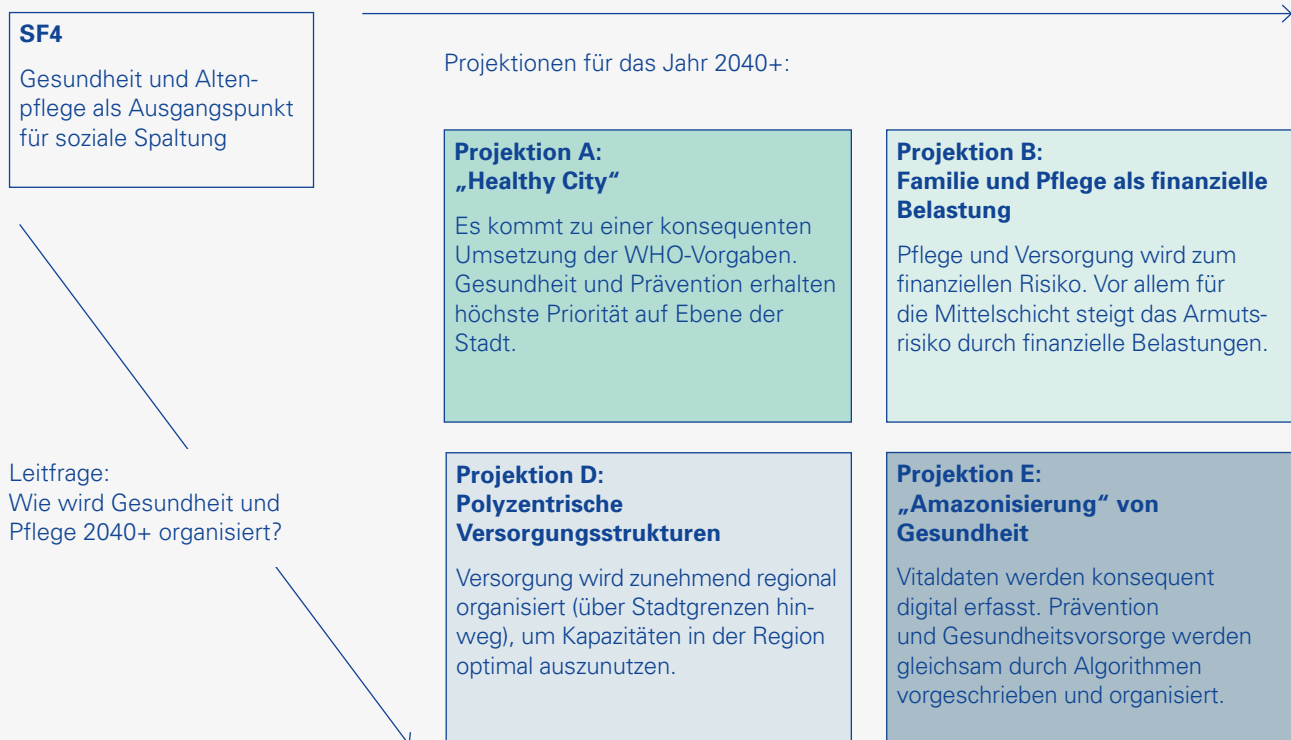 SF4
Gesundheit und Alten-
pflege als Ausgangspunkt
für soziale Spaltung
Projektionen für das Jahr 2040+:
Projektion A:
„Healthy City“
Es kommt zu einer konsequenten
Umsetzung der WHO-Vorgaben.
Gesundheit und Prävention erhalten
höchste Priorität auf Ebene der
Stadt.
Projektion B:
Familie und Pflege als finanzielle
Belastung
Pflege und Versorgung wird zum
finanziellen Risiko. Vor allem für
die Mittelschicht steigt das Armuts-
risiko durch finanzielle Belastungen.
Leitfrage:
Wie wird Gesundheit und
Pflege 2040+ organisiert?
Projektion D:
Polyzentrische
Versorgungsstrukturen
Versorgung wird zunehmend regional
organisiert (über Stadtgrenzen hin-
weg), um Kapazitäten in der Region
optimal auszunutzen.
Projektion E:
„Amazonisierung“ von
Gesundheit
Vitaldaten werden konsequent
digital erfasst. Prävention
und Gesundheitsvorsorge werden
gleichsam durch Algorithmen
vorgeschrieben und organisiert.